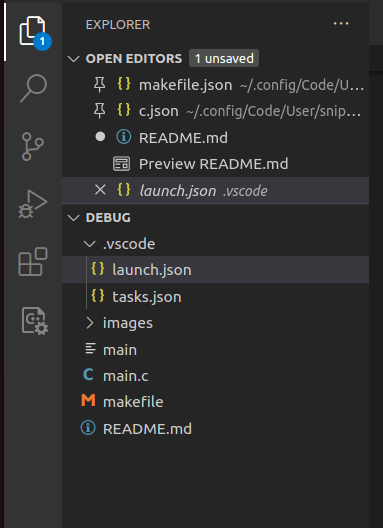 EXPLORER ...
OPEN EDITORS 1 unsaved
{} makefile.json ~/.config/Code/U...
{} c.json ~/.config/Code/User/snip...
README.md
Preview README.md
{} launch.json .vscode
DEBUG
.vscode
{} launch.json
{} tasks.json
images
main
C main.c
M makefile
README.md
1
C++